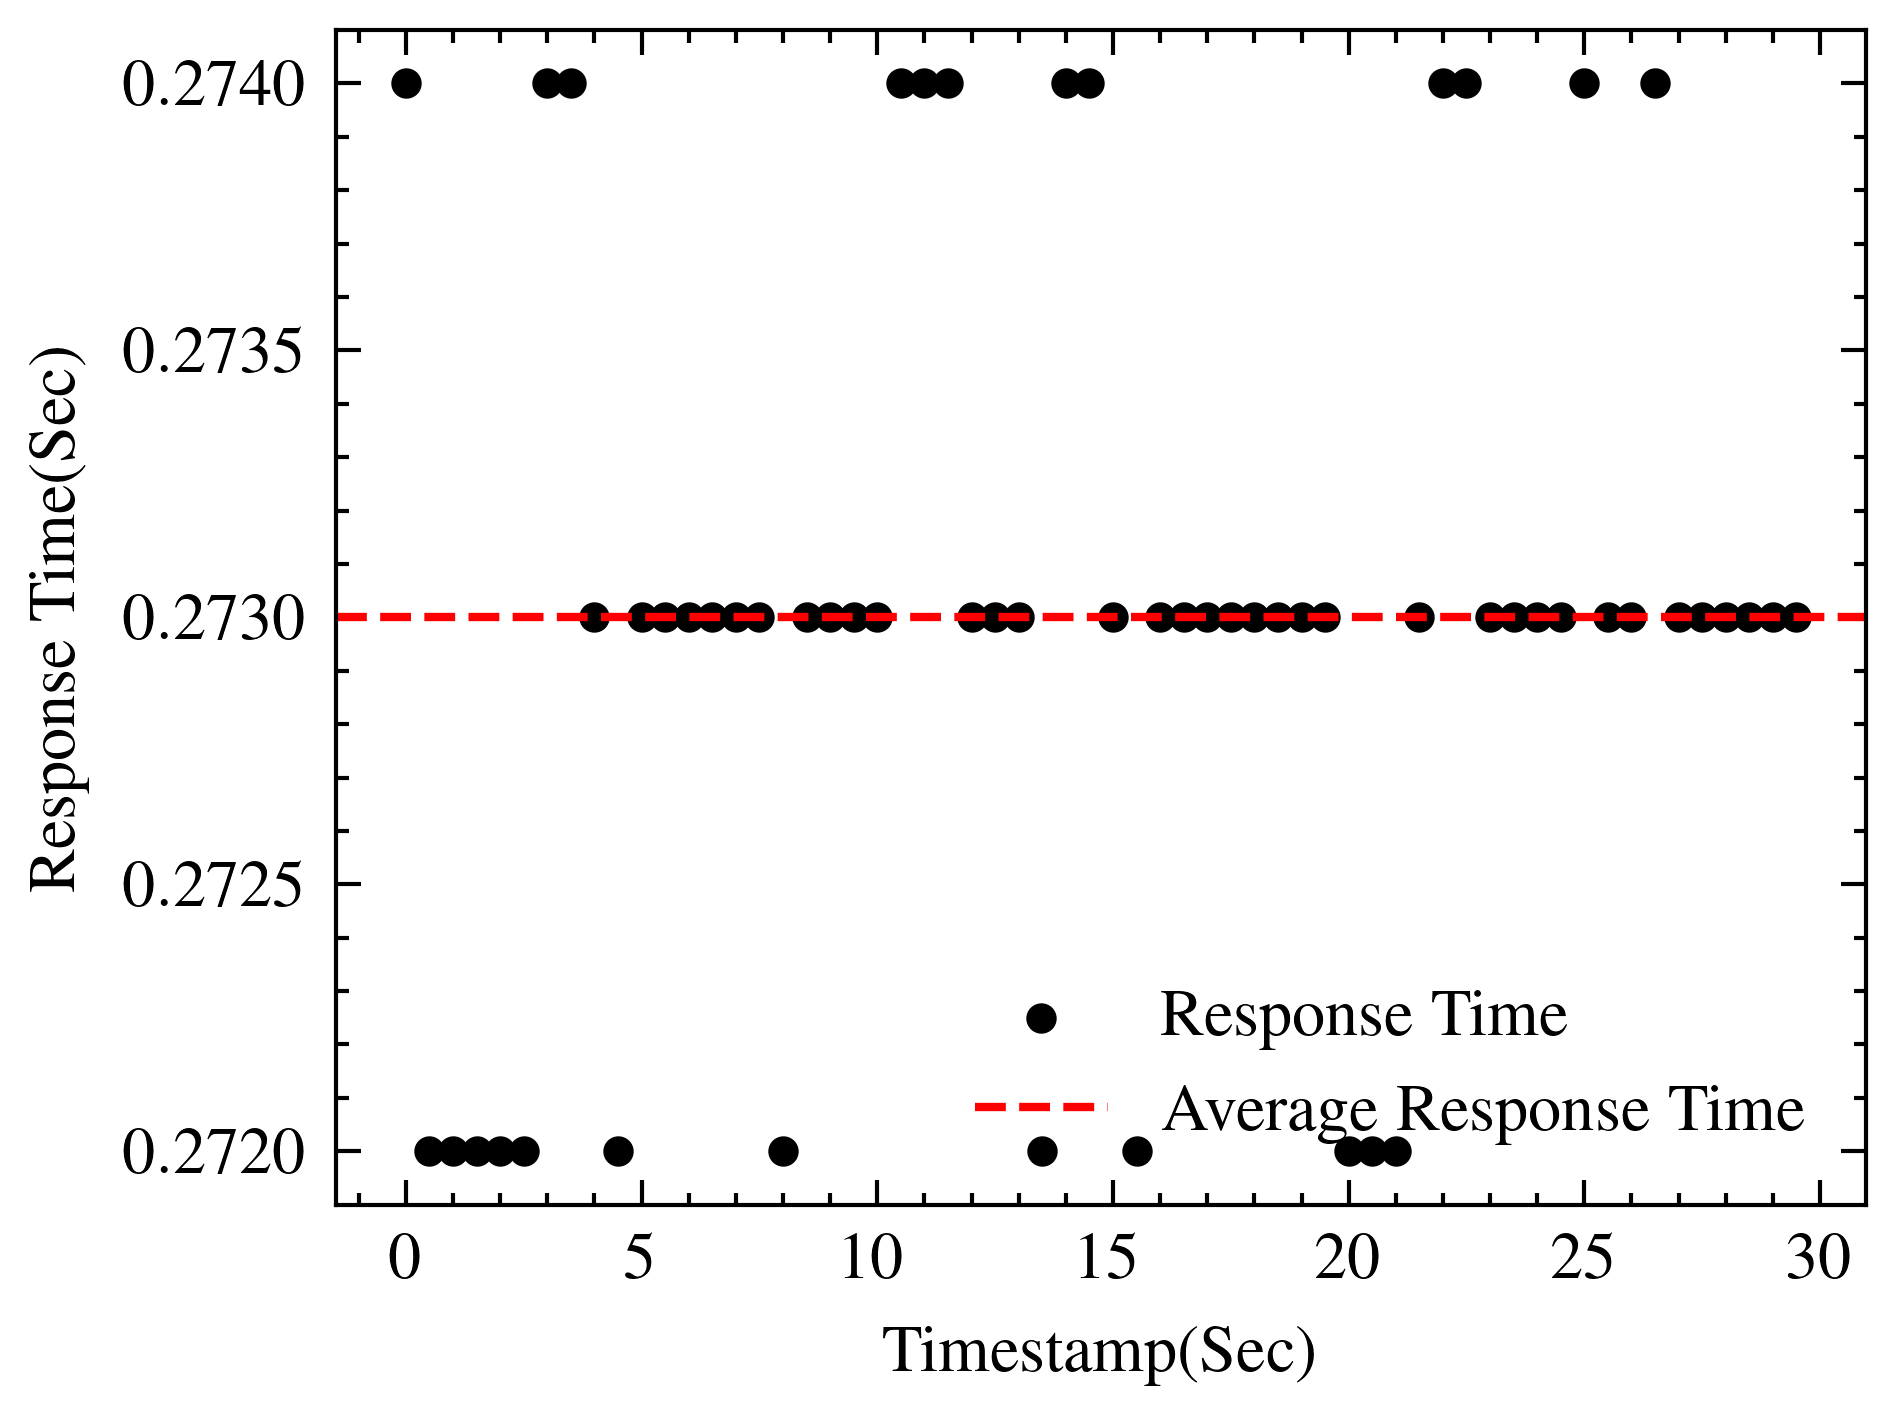 0.2740
0.2735
0.2730
0.2725
0.2720
Response Time(Sec)
Response Time
Average Response Time
0 5 10 15 20 25 30
Timestamp(Sec)